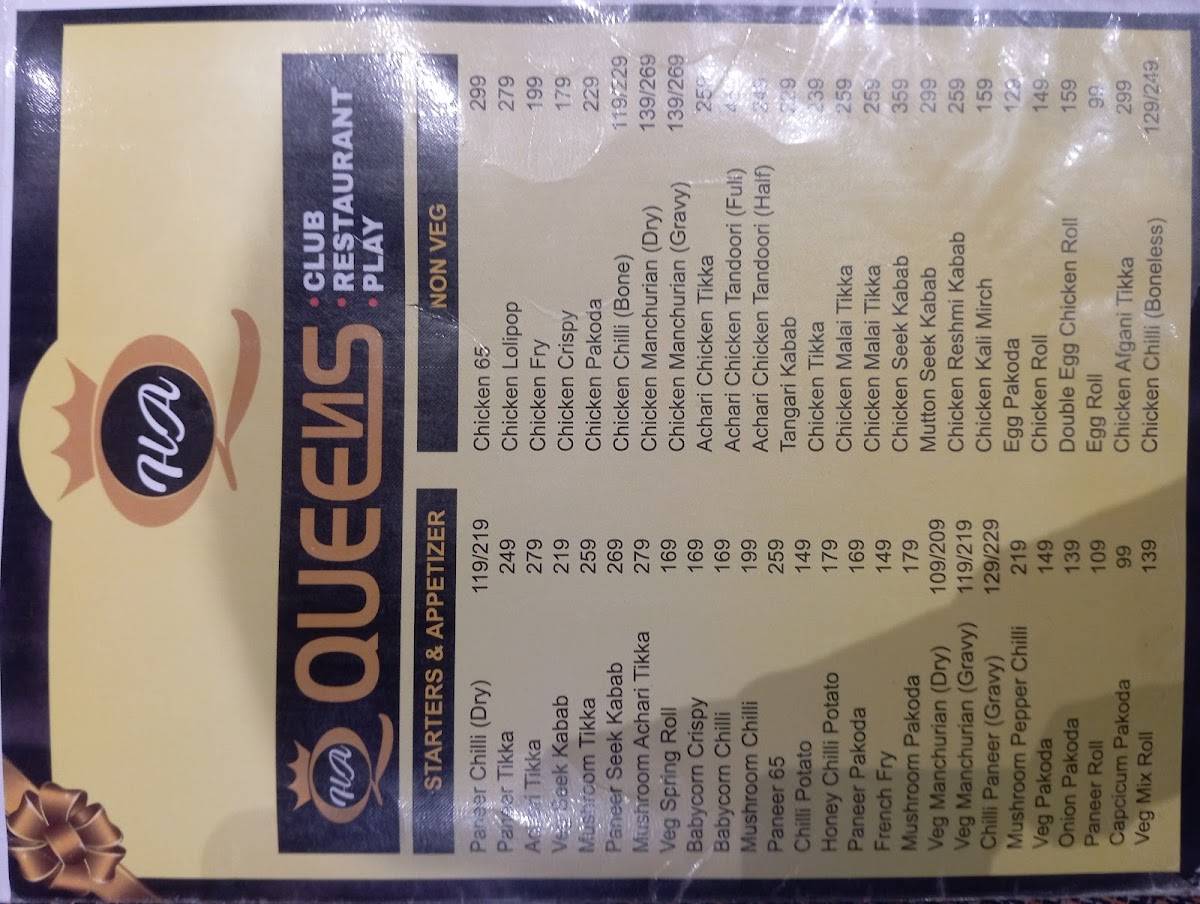 HA
HA QUEENS
• CLUB
• RESTAURANT
• PLAY
STARTERS & APPETIZER
Paneer Chilli (Dry) 119/219
Paneer Tikka 249
Tikka 279
Veg Seek Kabab 219
Mushroom Tikka 259
Paneer Seek Kabab 269
Mushroom Achari Tikka 279
Veg Spring Roll 169
Babycorn Crispy 169
Babycorn Chilli 169
Mushroom Chilli 199
Paneer 65 259
Chilli Potato 149
Honey Chilli Potato 179
Paneer Pakoda 169
French Fry 149
Mushroom Pakoda 179
Veg Manchurian (Dry) 109/209
Veg Manchurian (Gravy) 119/219
Chilli Paneer (Gravy) 129/229
Mushroom Pepper Chilli 219
Veg Pakoda 149
Onion Pakoda 139
Paneer Roll 109
Capcicum Pakoda 99
Veg Mix Roll 139
NON VEG
Chicken 65 299
Chicken Lolipop 279
Chicken Fry 199
Chicken Crispy 179
Chicken Pakoda 229
Chicken Chilli (Bone) 119/229
Chicken Manchurian (Dry) 139/269
Chicken Manchurian (Gravy) 139/269
Achari Chicken Tikka
Achari Chicken Tandoori (Full)
Achari Chicken Tandoori (Half)
Tangari Kabab
Chicken Tikka
Chicken Malai Tikka 259
Chicken Malai Tikka 259
Chicken Seek Kabab 359
Mutton Seek Kabab 299
Chicken Reshmi Kabab 259
Chicken Kali Mirch 159
Egg Pakoda 129
Chicken Roll 149
Double Egg Chicken Roll 159
Egg Roll 99
Chicken Afgani Tikka 299
Chicken Chilli (Boneless) 129/249